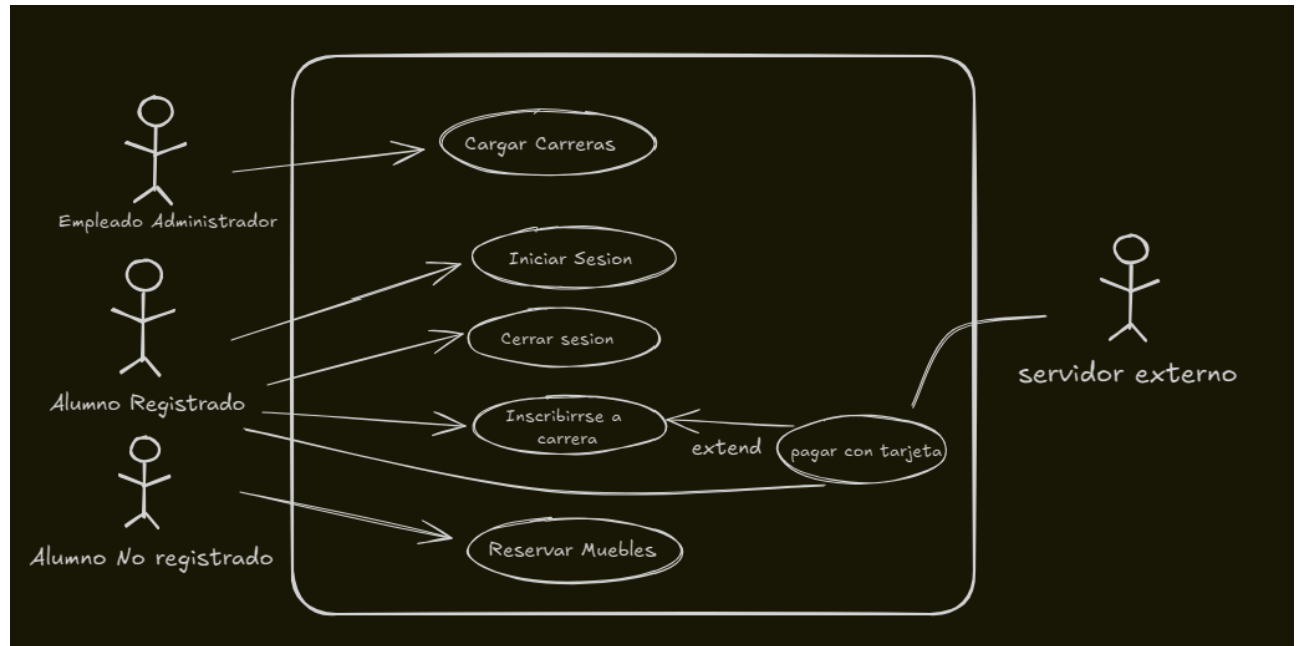 Cargar Carreras
Empleado Administrador
Iniciar Sesion
Cerrar sesion
servidor externo
Alumno Registrado
Inscribirrse a
carrera
extend
pagar con tarjeta
Alumno No registrado
Reservar Muebles